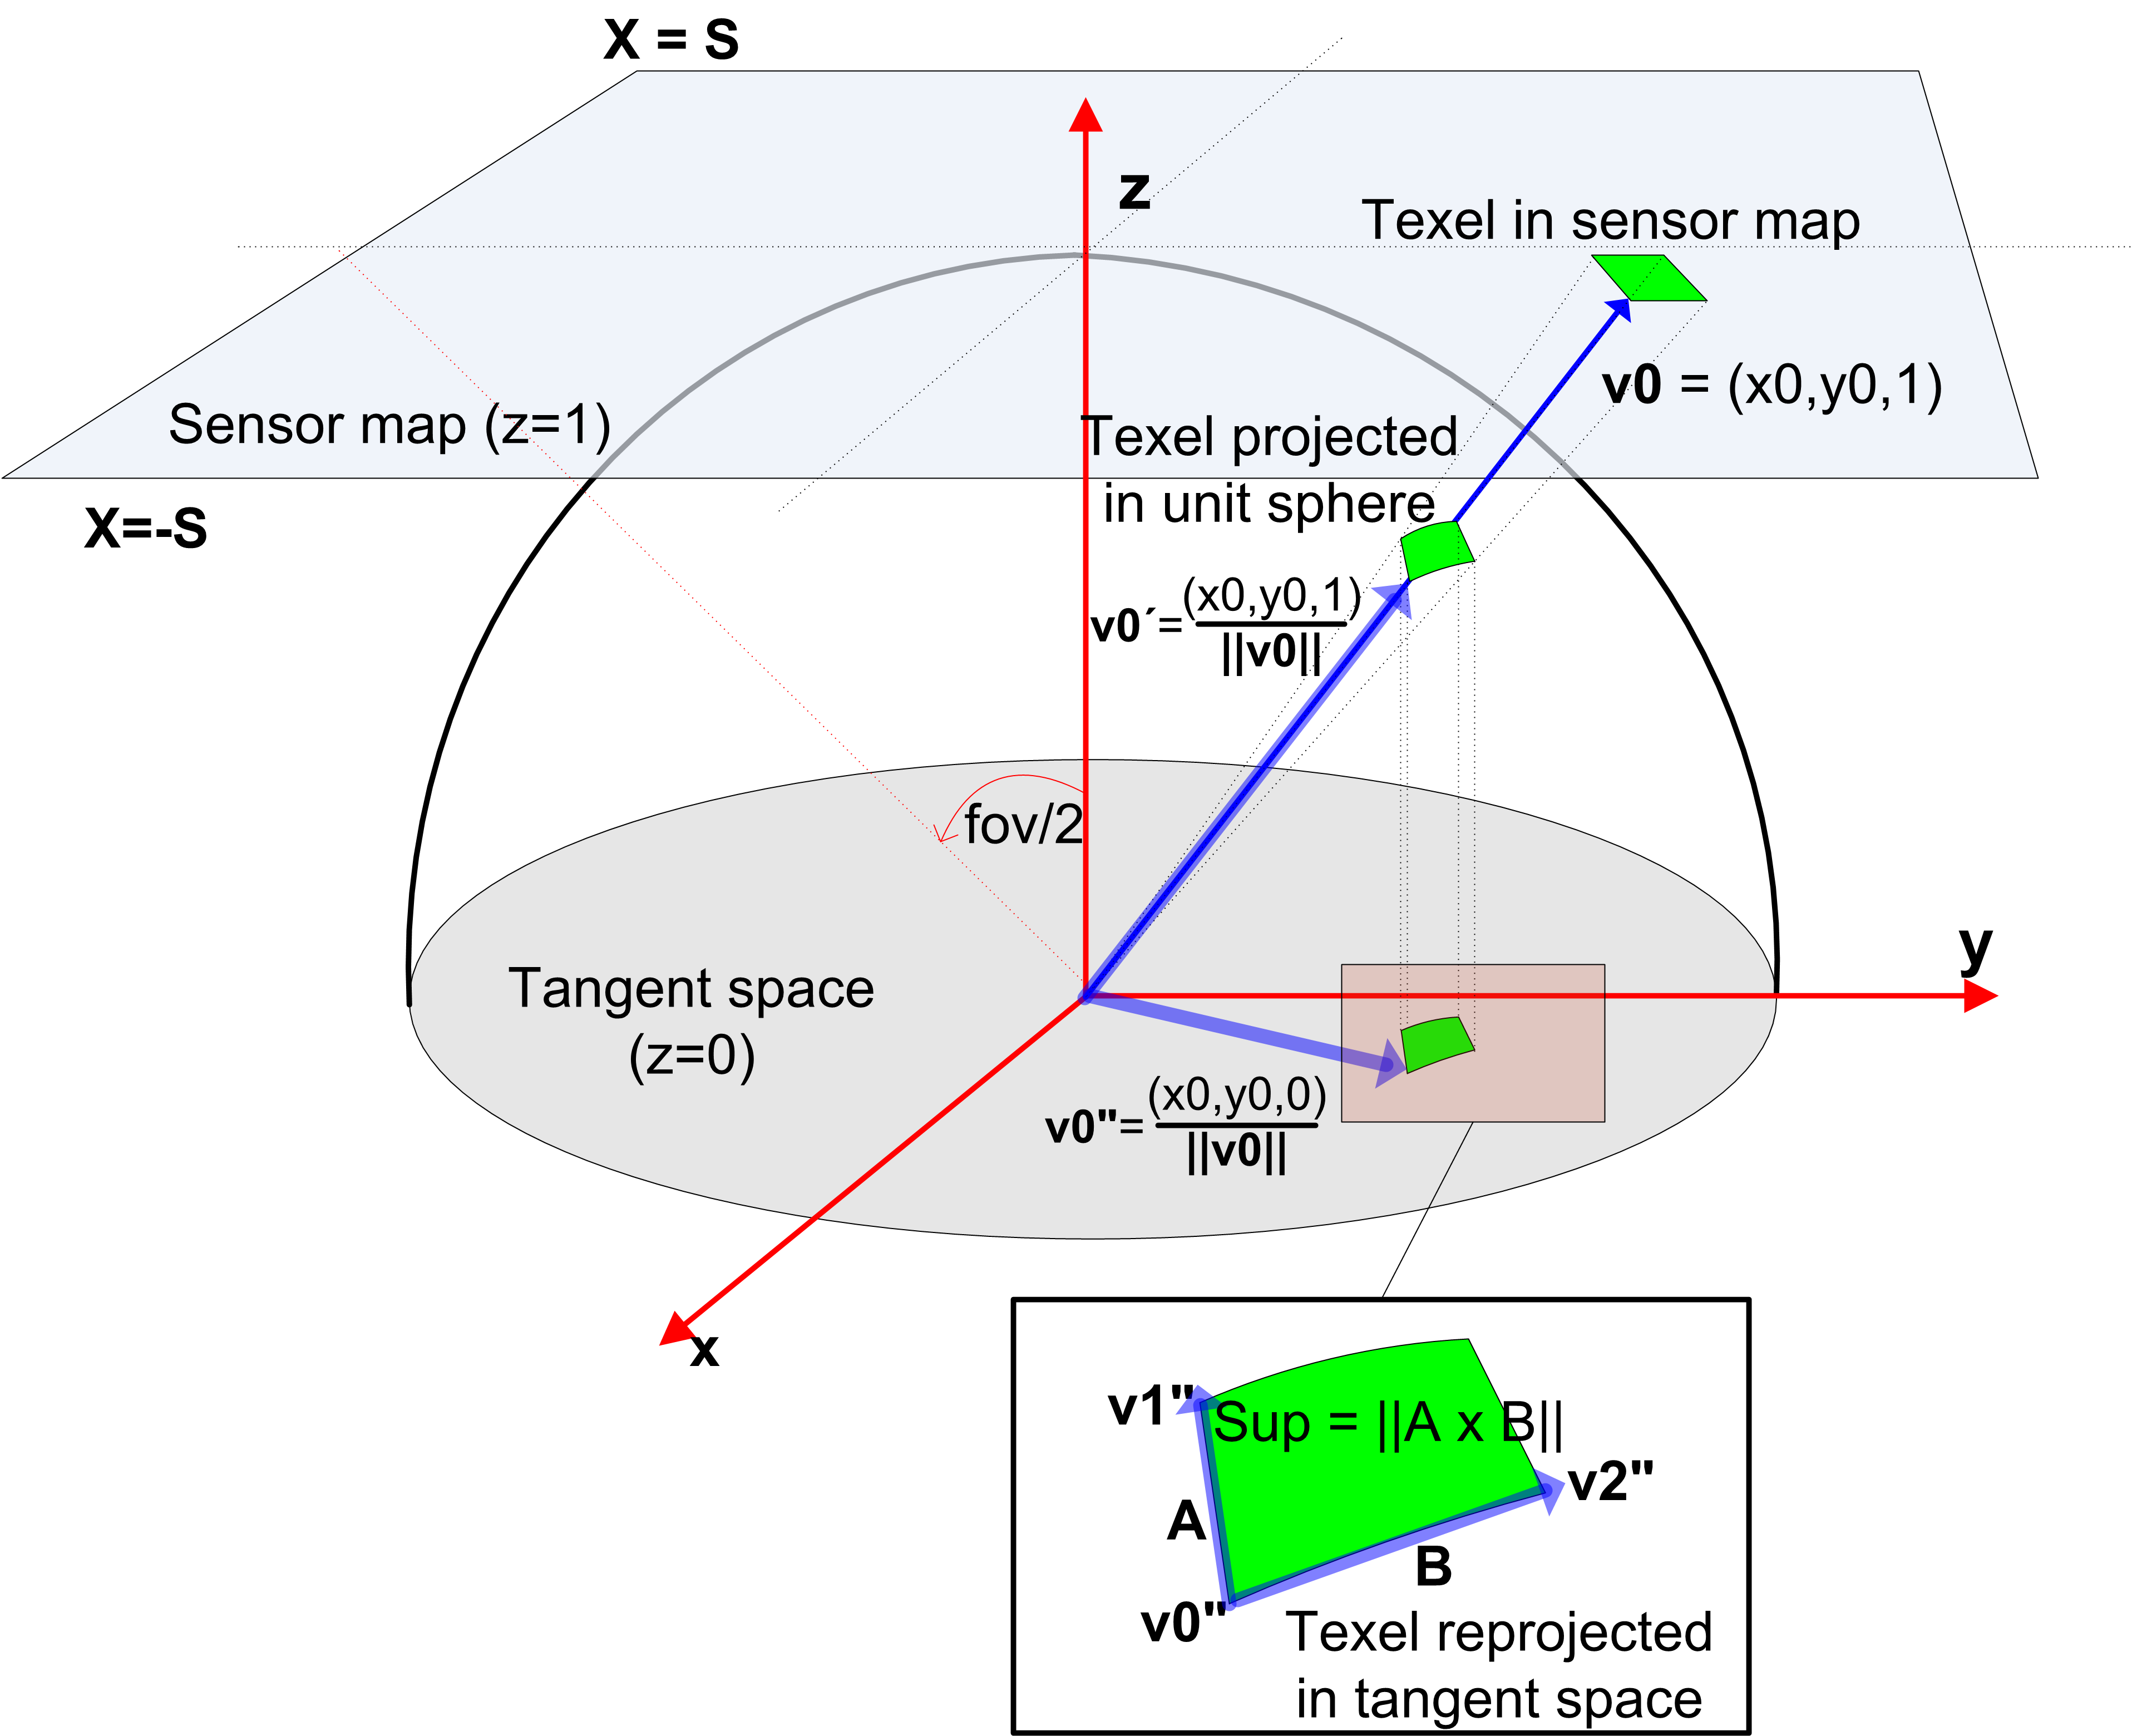 X = S
z
Texel in sensor map
v0 = (x0,y0,1)
Sensor map (z=1)
Texel projected
in unit sphere
X=-S
v0´=(x0,y0,1)
||v0||
fov/2
y
Tangent space
(z=0)
v0"=(x0,y0,0)
||v0||
x
v1"
Sup = ||A x B||
v2"
A
B
v0"
Texel reprojected
in tangent space